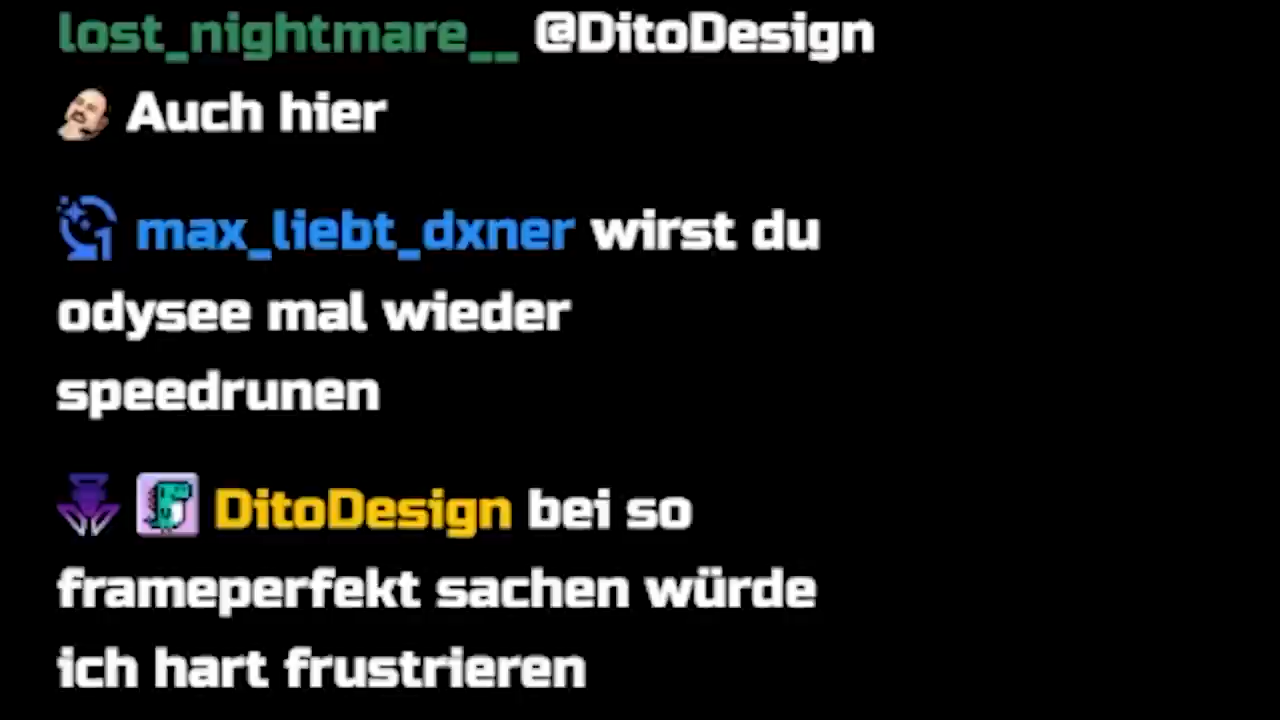 lost_nightmare__ @DitoDesign
Auch hier
max_liebt_dxner wirst du
odysee mal wieder
speedrunen
DitoDesign bei so
frameperfekt sachen würde
ich hart frustrieren